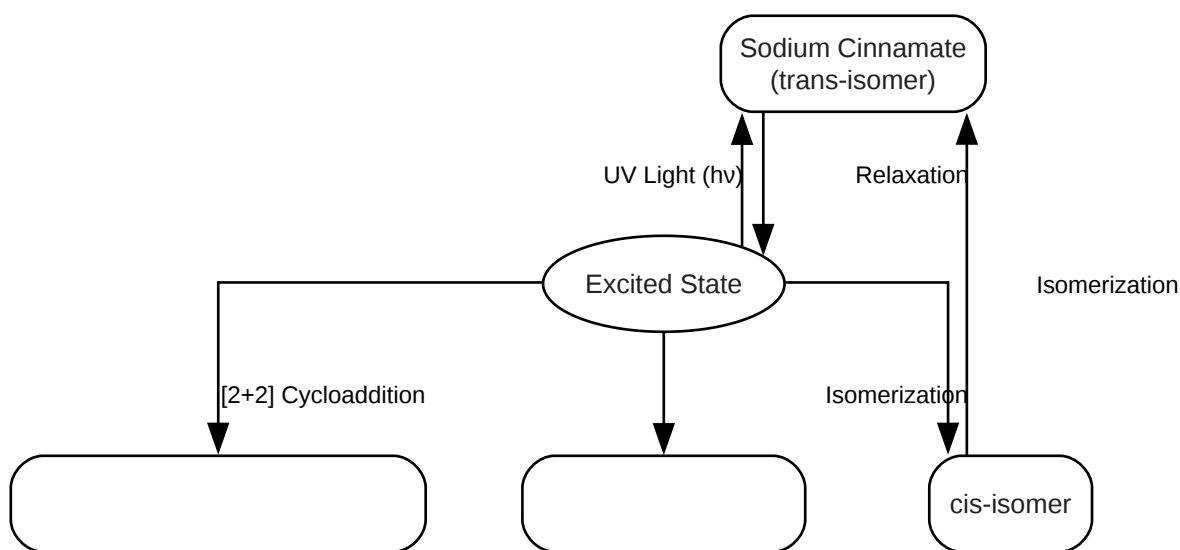 Sodium Cinnamate
(trans-isomer)
UV Light (hν)
Relaxation
Excited State
Isomerization
[2+2] Cycloaddition
Isomerization
cis-isomer